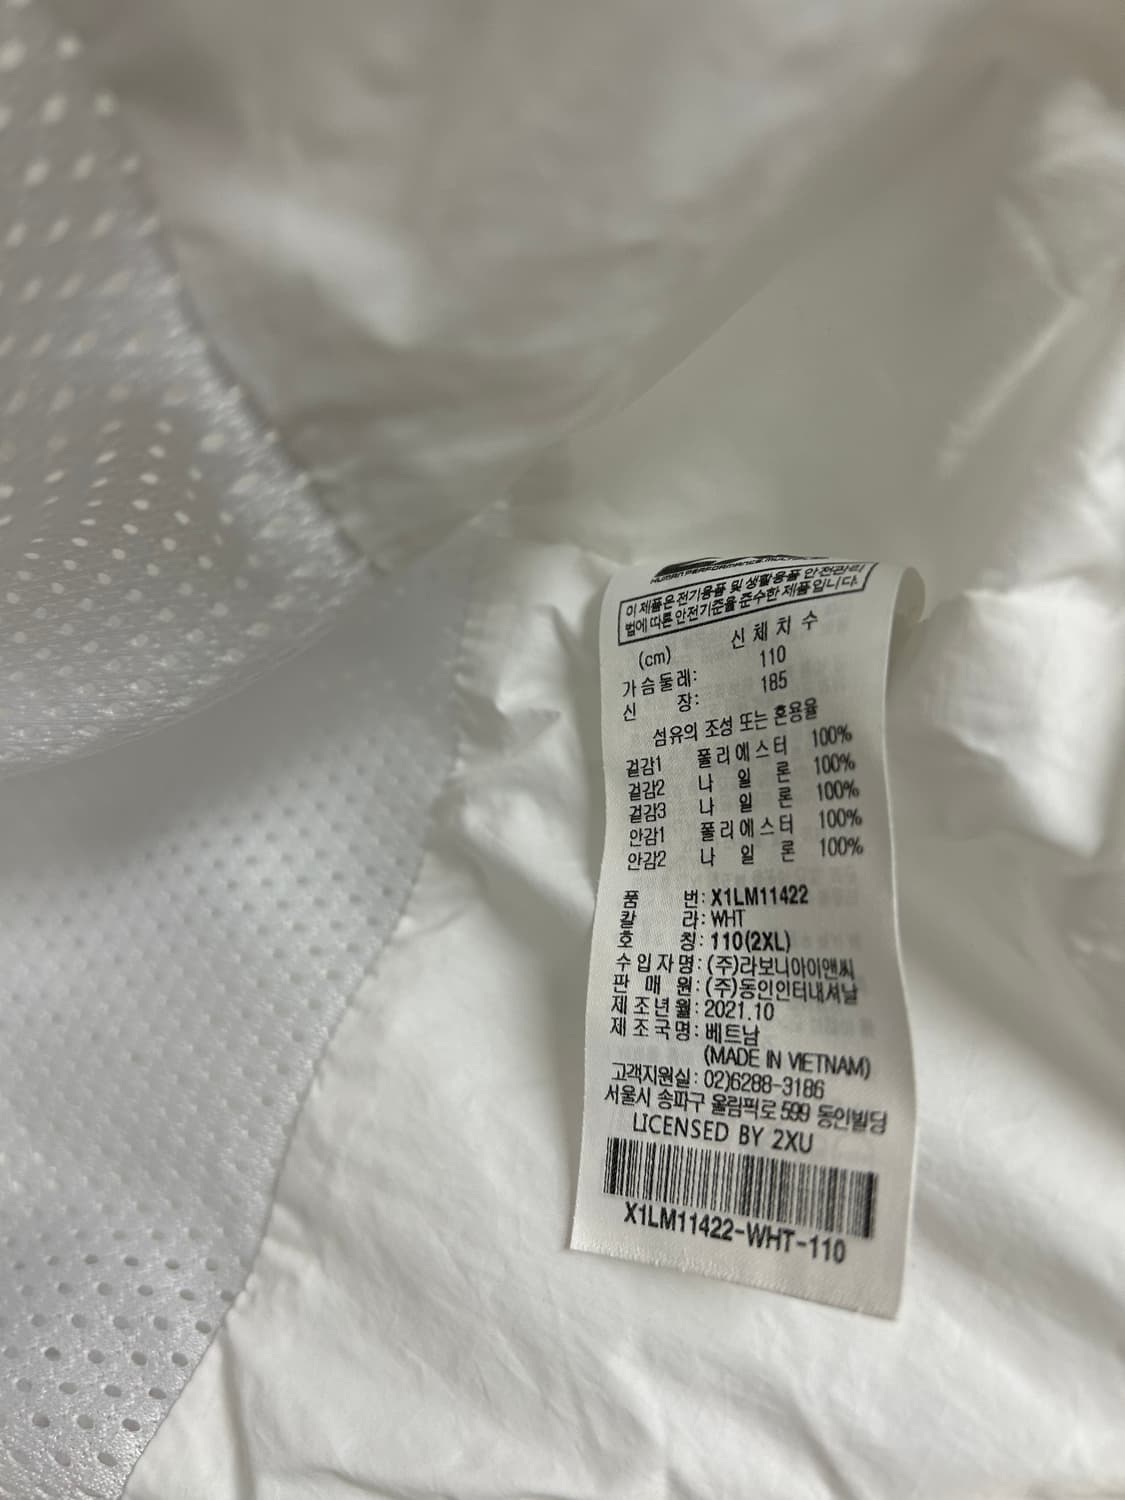 HUMAN PERFORMANCE
이 제품은 전기용품 및 생활용품 안전관리
법에 따른 안전기준을 준수한 제품입니다.
신체치수
(cm)
가슴둘레: 110
신 장: 185
섬유의 조성 또는 혼용율
겉감1 폴리에스터 100%
겉감2 나일론 100%
겉감3 나일론 100%
안감1 폴리에스터 100%
안감2 나일론 100%
품 번: X1LM11422
칼 라: WHT
호 칭: 110(2XL)
수입자명: (주)라보니아이앤씨
판 매 원: (주)동인인터내셔날
제조년월: 2021.10
제조국명: 베트남
(MADE IN VIETNAM)
고객지원실: 02)6288-3186
서울시 송파구 올림픽로 599 동인빌딩
LICENSED BY 2XU
X1LM11422-WHT-110